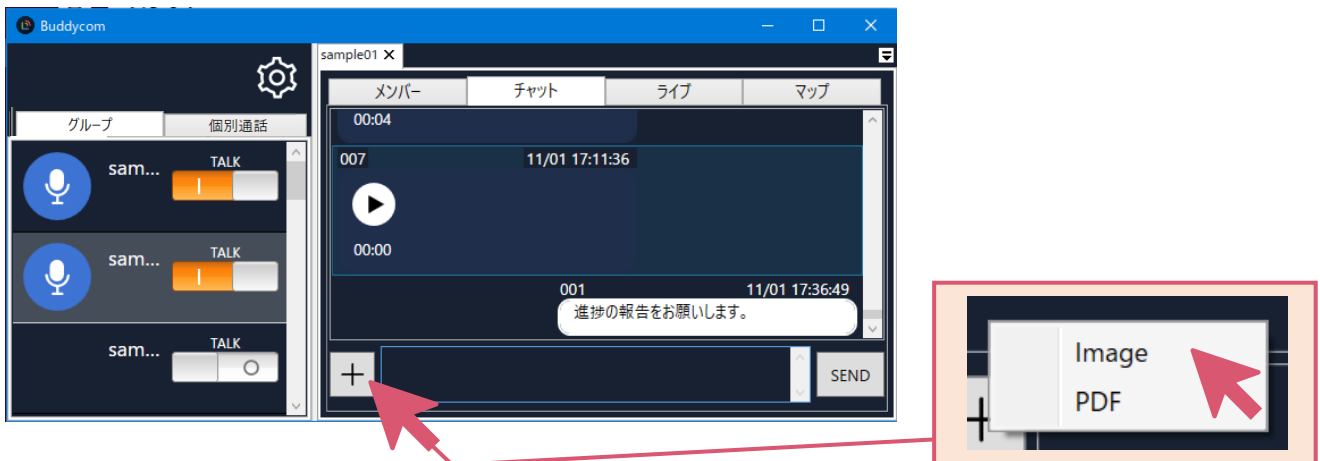 Buddycom
sample01
メンバー
チャット
ライブ
マップ
グループ
個別通話
00:04
sam...
TALK
007
11/01 17:11:36
00:00
sam...
TALK
001
11/01 17:36:49
進捗の報告をお願いします。
sam...
TALK
SEND
Image
PDF